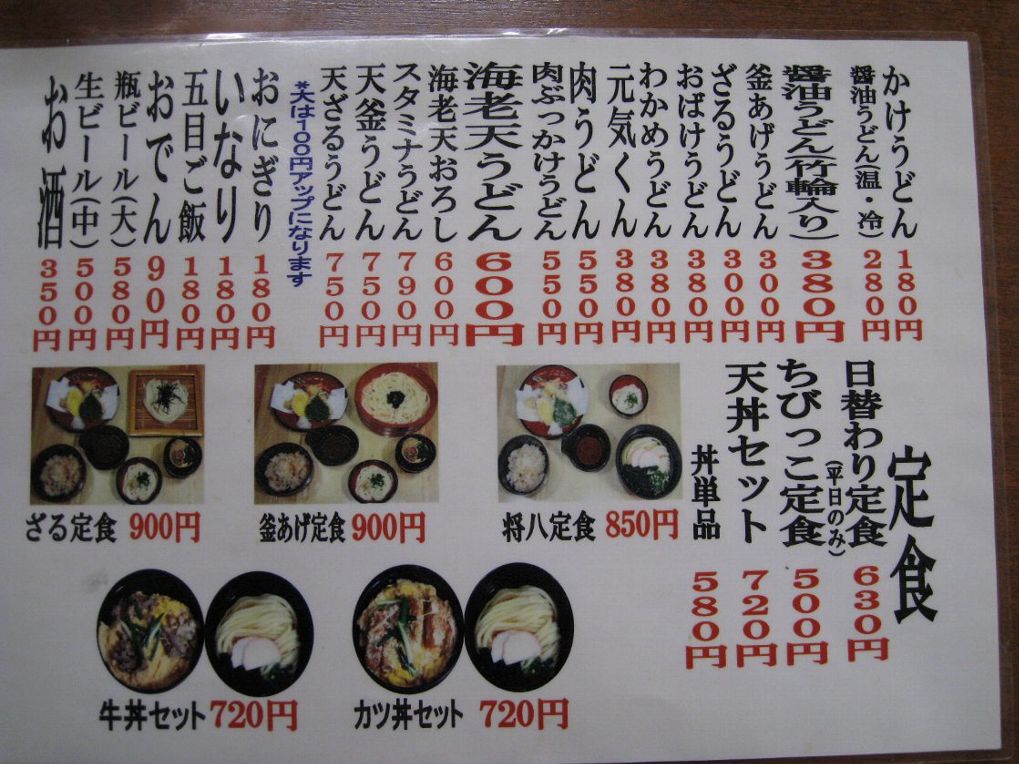 かけうどん 180円
醤油うどん温・冷) 280円
醤油うどん(竹輪入り) 380円
釜あげうどん 300円
ざるうどん 300円
おばけうどん 380円
わかめうどん 380円
元気くん 380円
肉うどん 550円
肉ぶっかけうどん 550円
海老天うどん 600円
海老天おろし 600円
スタミナうどん 790円
天釜うどん 750円
天ざるうどん 750円
*大は100円アップになります
おにぎり 180円
いなり 180円
五目ご飯 180円
おでん 90円
瓶ビール(大) 580円
生ビール(中) 500円
お酒 350円
定食
日替わり定食(平日のみ) 630円
ちびっこ定食 500円
天丼セット 720円
丼単品 580円
将八定食 850円
釜あげ定食 900円
ざる定食 900円
カツ丼セット 720円
牛丼セット 720円